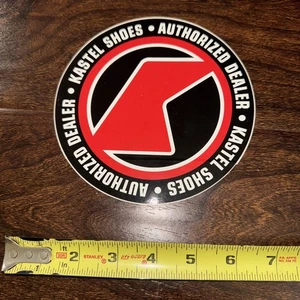 KASTEL SHOES • AUTHORIZED DEALER • KASTEL SHOES • AUTHORIZED DEALER •
2 3 4 5 6 7
STANLEY